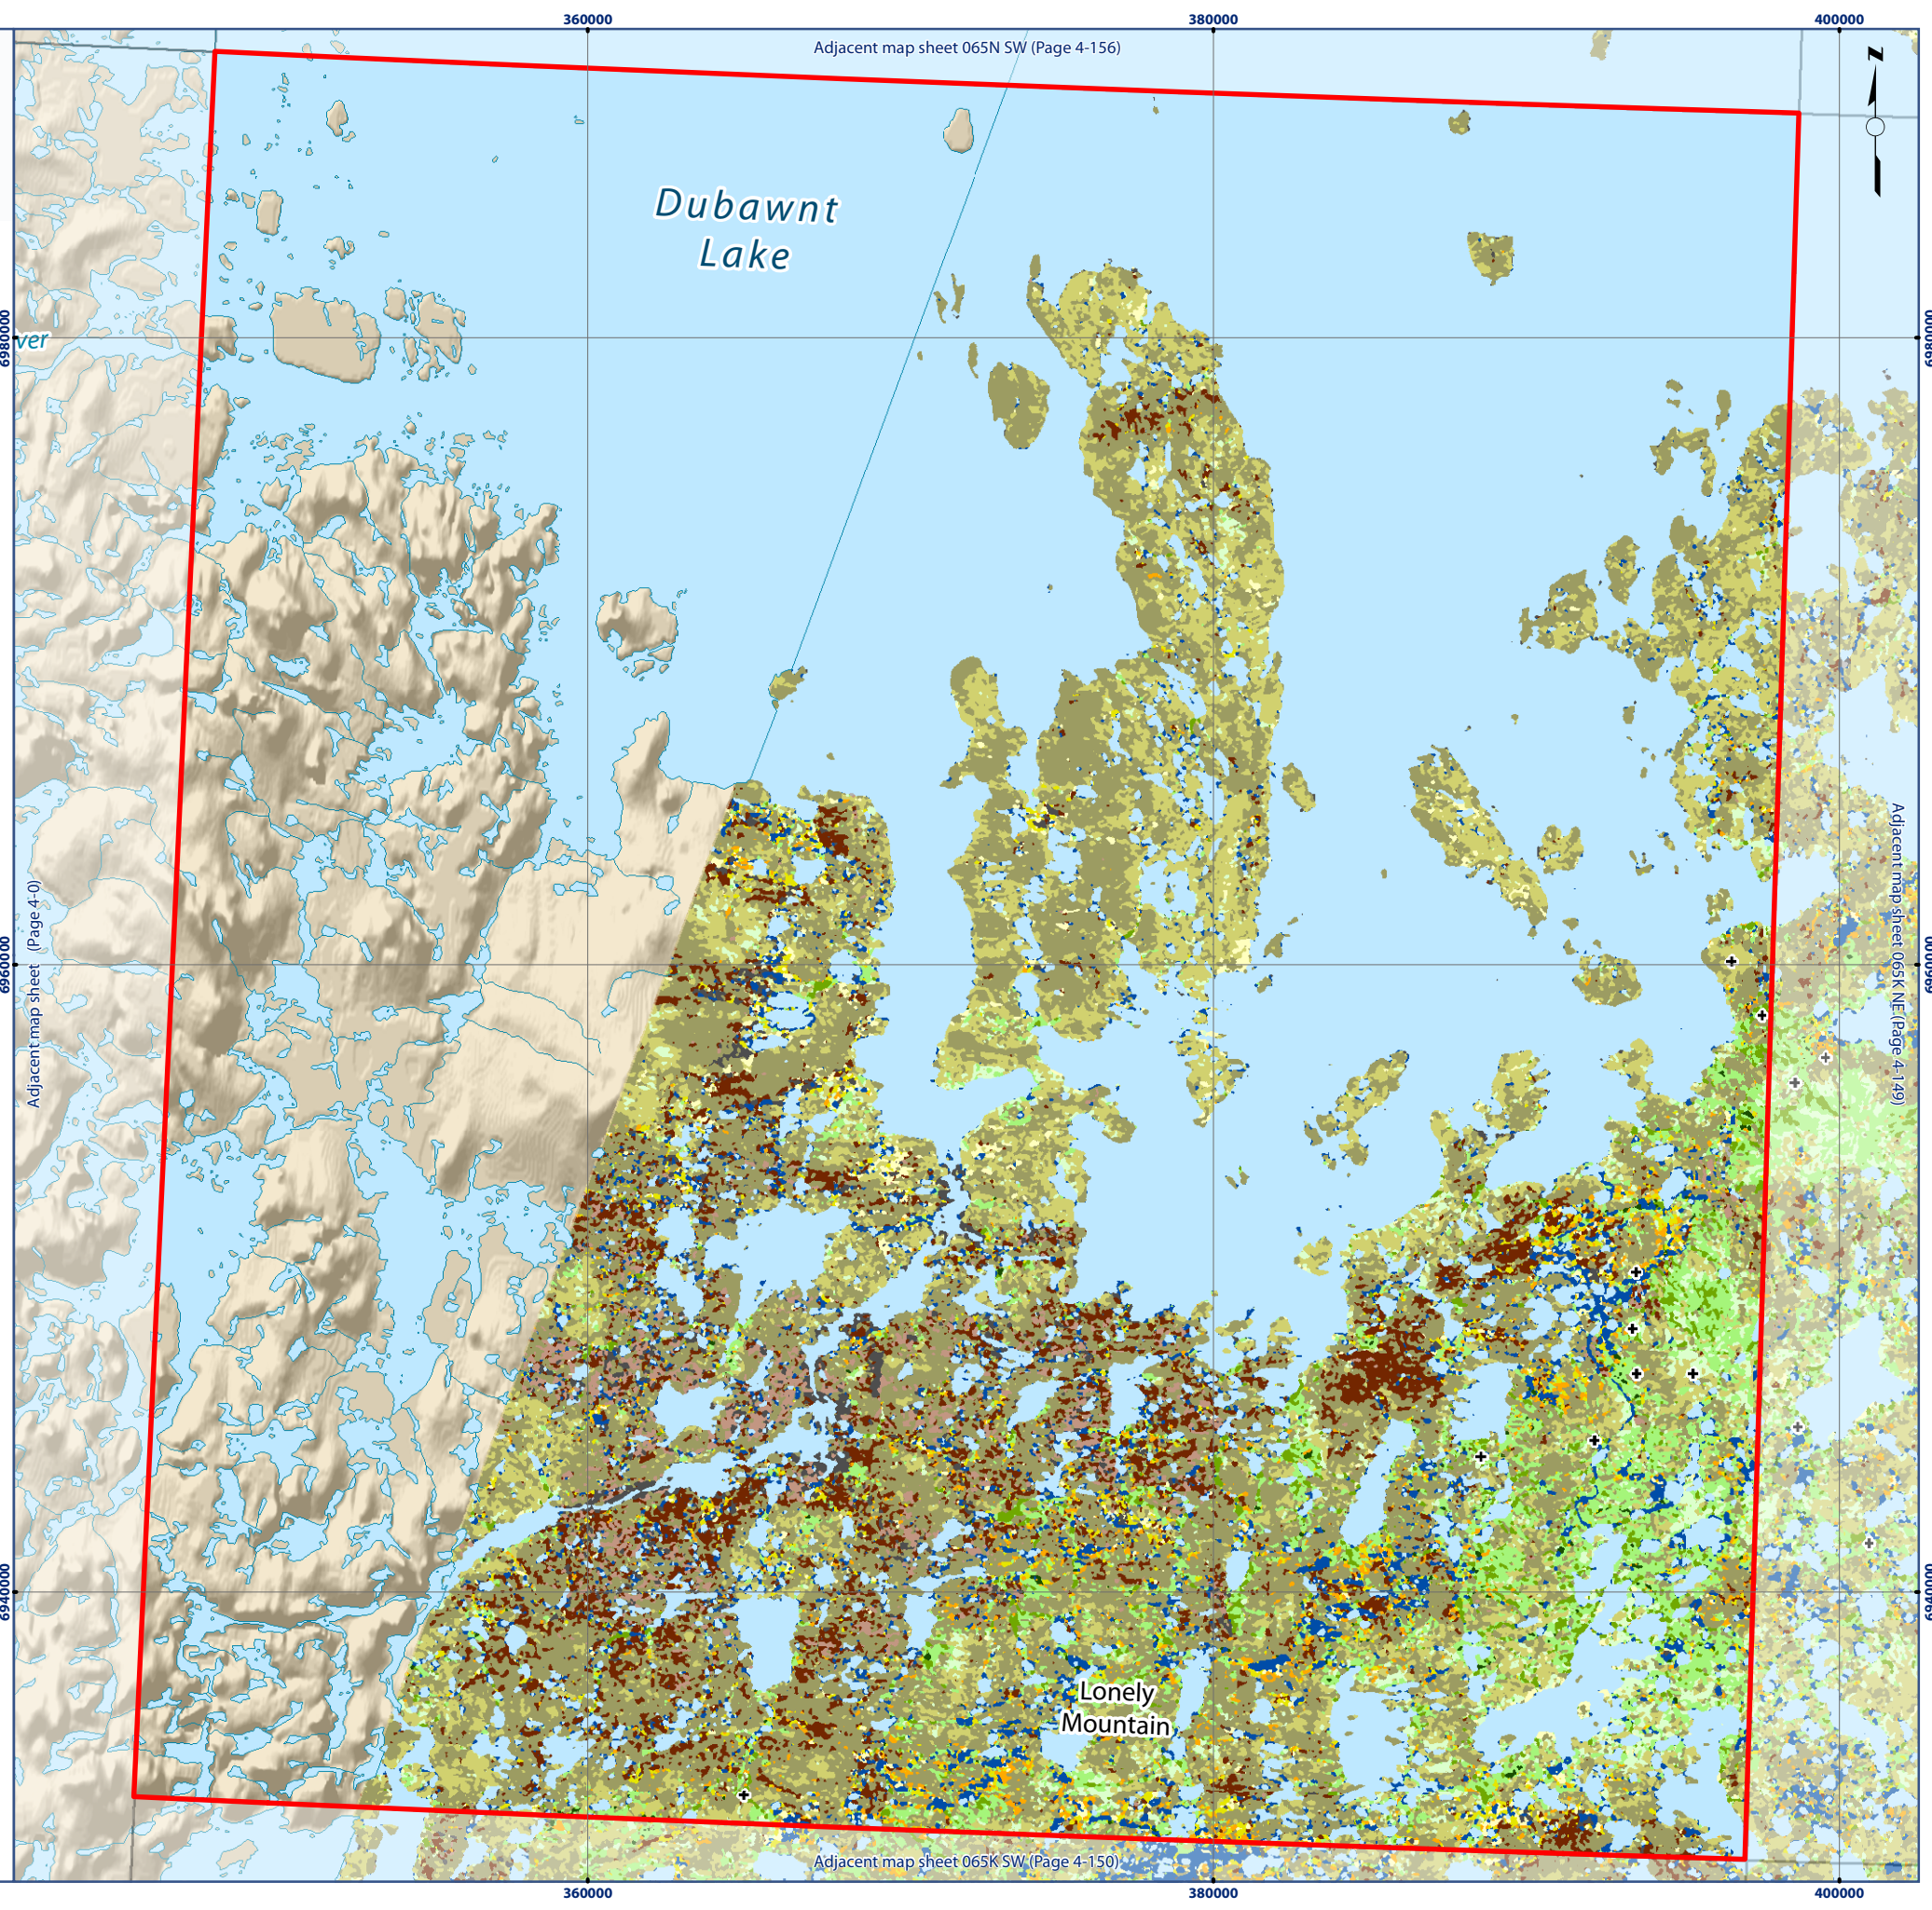 360000
380000
400000
Adjacent map sheet 065N SW (Page 4-156)
N
Dubawnt
Lake
6980000
ver
6980000
Adjacent map sheet 065K NE (Page 4-149)
Adjacent map sheet (Page 4-0)
6960000
6960000
6940000
6940000
Lonely
Mountain
Adjacent map sheet 065K SW (Page 4-150)
360000
380000
400000